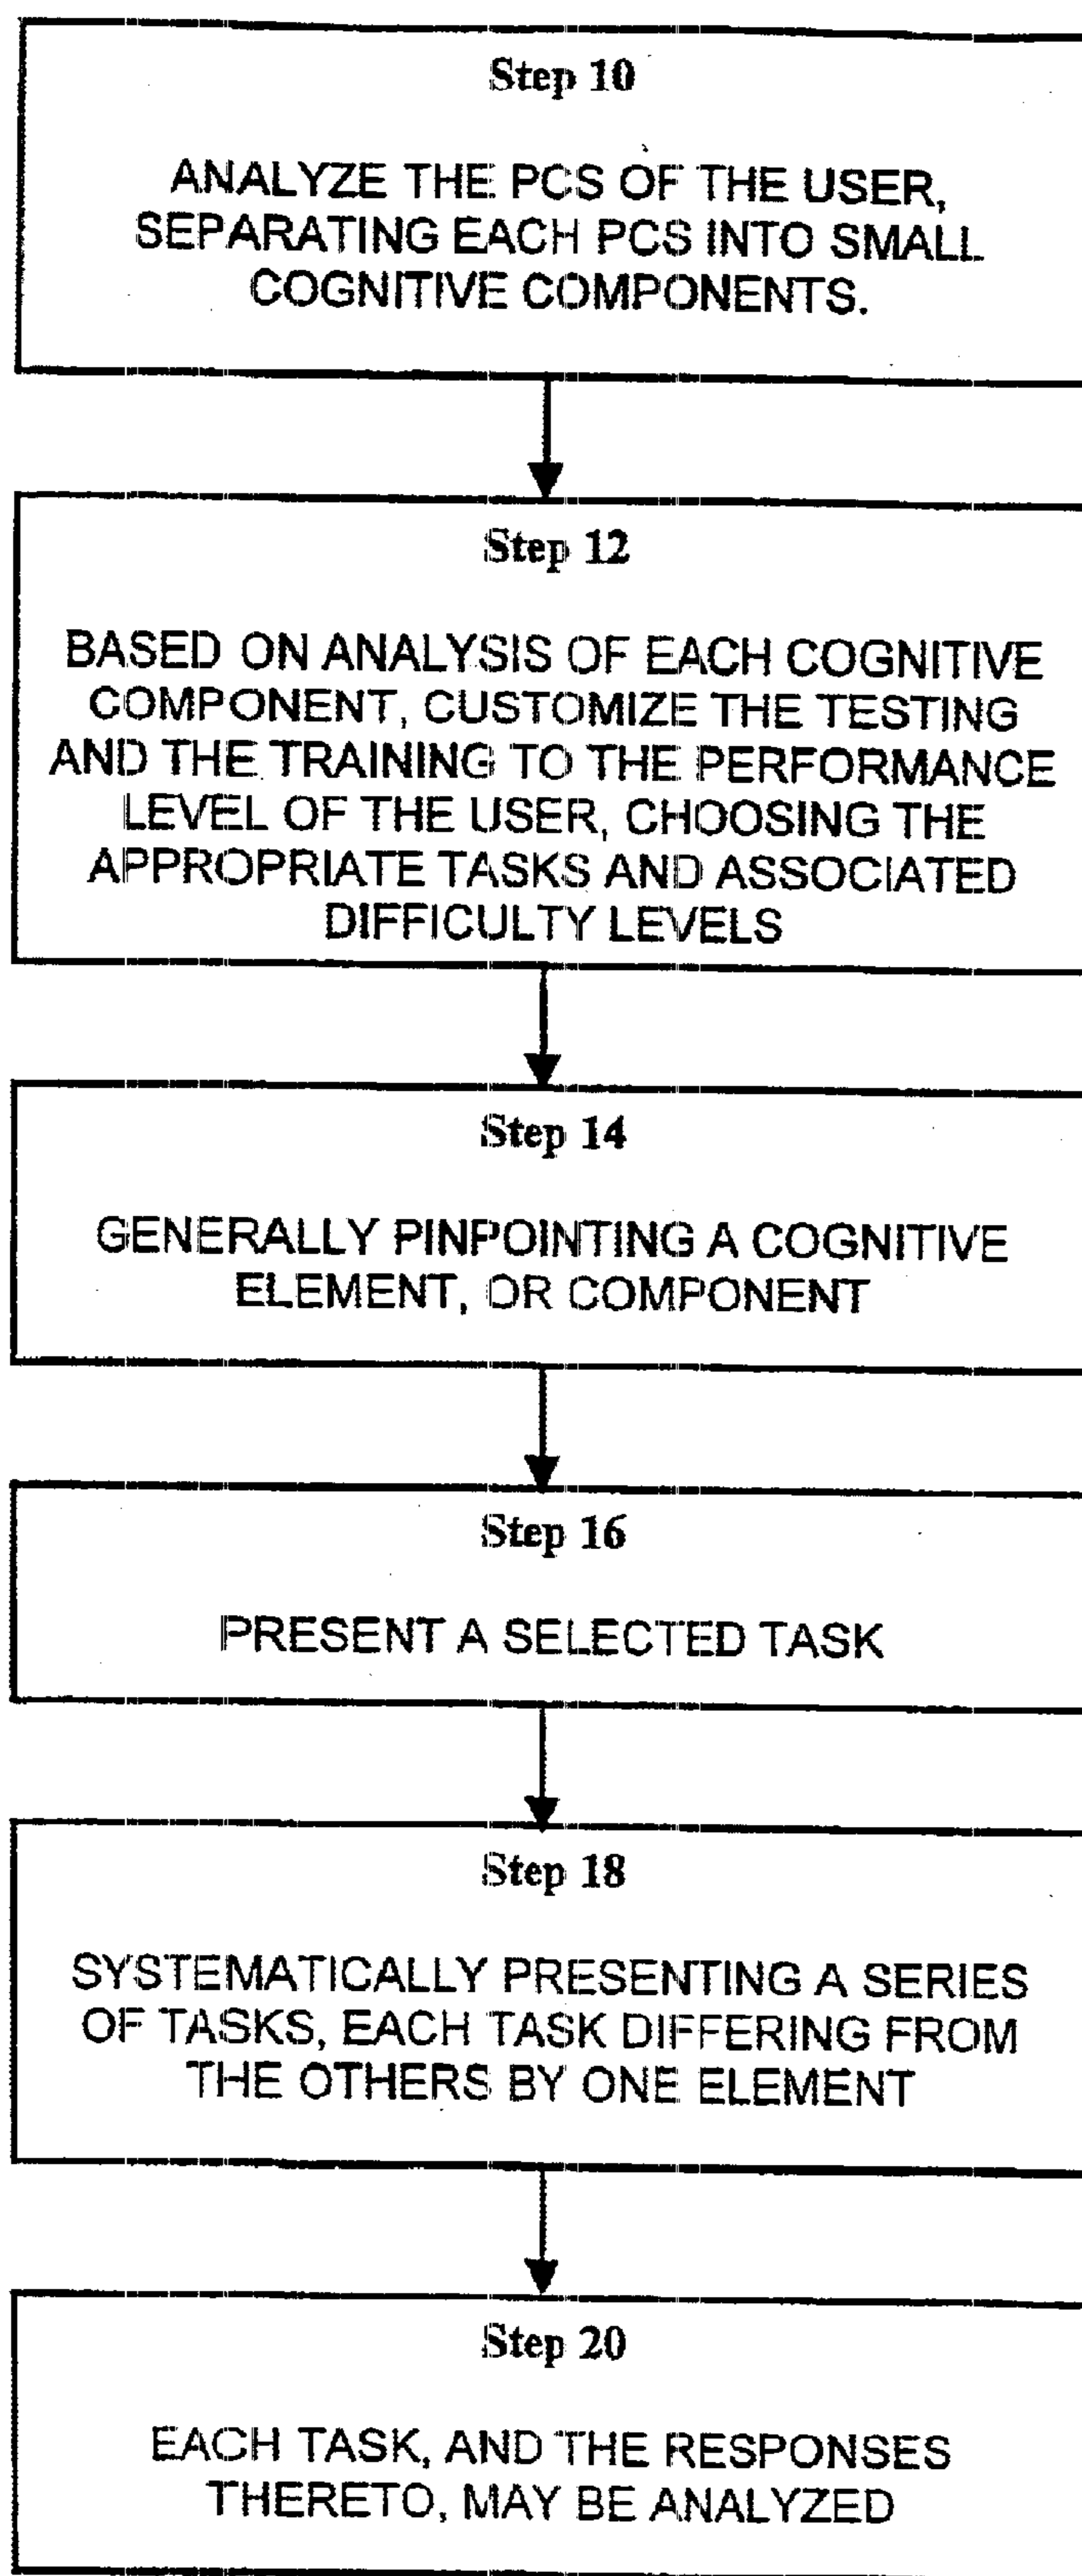 Step 10
ANALYZE THE PCS OF THE USER,
SEPARATING EACH PCS INTO SMALL
COGNITIVE COMPONENTS.
Step 12
BASED ON ANALYSIS OF EACH COGNITIVE
COMPONENT, CUSTOMIZE THE TESTING
AND THE TRAINING TO THE PERFORMANCE
LEVEL OF THE USER, CHOOSING THE
APPROPRIATE TASKS AND ASSOCIATED
DIFFICULTY LEVELS
Step 14
GENERALLY PINPOINTING A COGNITIVE
ELEMENT, OR COMPONENT
Step 16
PRESENT A SELECTED TASK
Step 18
SYSTEMATICALLY PRESENTING A SERIES
OF TASKS, EACH TASK DIFFERING FROM
THE OTHERS BY ONE ELEMENT
Step 20
EACH TASK, AND THE RESPONSES
THERETO, MAY BE ANALYZED